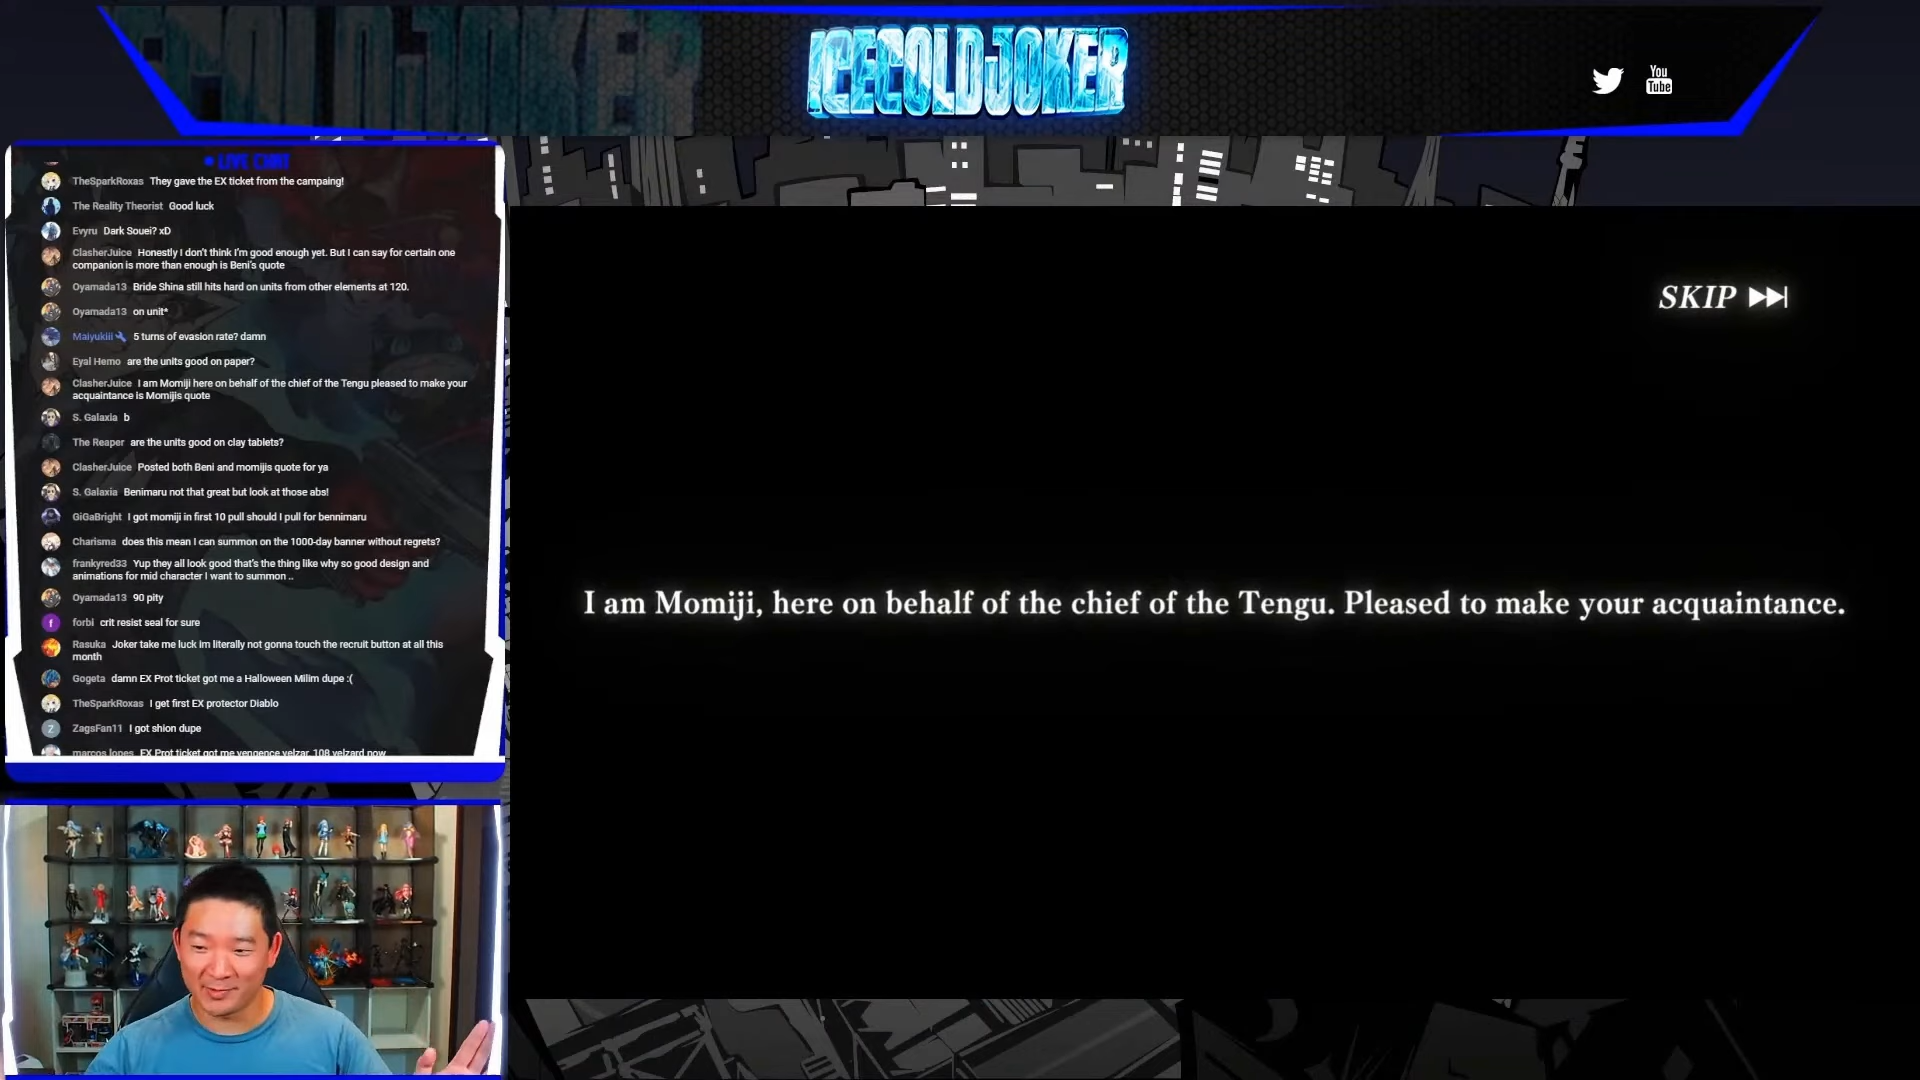 ICECOLDJOKER
You
Tube
LIVE CHAT
TheSparkRoxas They gave the EX ticket from the campaing!
The Reality Theorist Good luck
Evyru Dark Souei? xD
ClasherJuice Honestly I don't think I'm good enough yet. But I can say for certain one
companion is more than enough is Beni's quote
Oyamada13 Bride Shina still hits hard on units from other elements at 120.
Oyamada13 on unit*
Maiyukiii 5 turns of evasion rate? damn
Eyal Hemo are the units good on paper?
ClasherJuice I am Momiji here on behalf of the chief of the Tengu pleased to make your
acquaintance is Momijis quote
S. Galaxia b
The Reaper are the units good on clay tablets?
ClasherJuice Posted both Beni and momijis quote for ya
S. Galaxia Benimaru not that great but look at those abs!
GiGaBright I got momiji in first 10 pull should I pull for bennimaru
Charisma does this mean I can summon on the 1000-day banner without regrets?
frankyred33 Yup they all look good that's the thing like why so good design and
animations for mid character I want to summon ..
Oyamada13 90 pity
f forbi crit resist seal for sure
Rasuka Joker take me luck im literally not gonna touch the recruit button at all this
month
Gogeta damn EX Prot ticket got me a Halloween Milim dupe :(
TheSparkRoxas I get first EX protector Diablo
Z ZagsFan11 I got shion dupe
marcos lopes EX Prot ticket got me vengence velzar, 108 velzard now
SKIP
I am Momiji, here on behalf of the chief of the Tengu. Pleased to make your acquaintance.